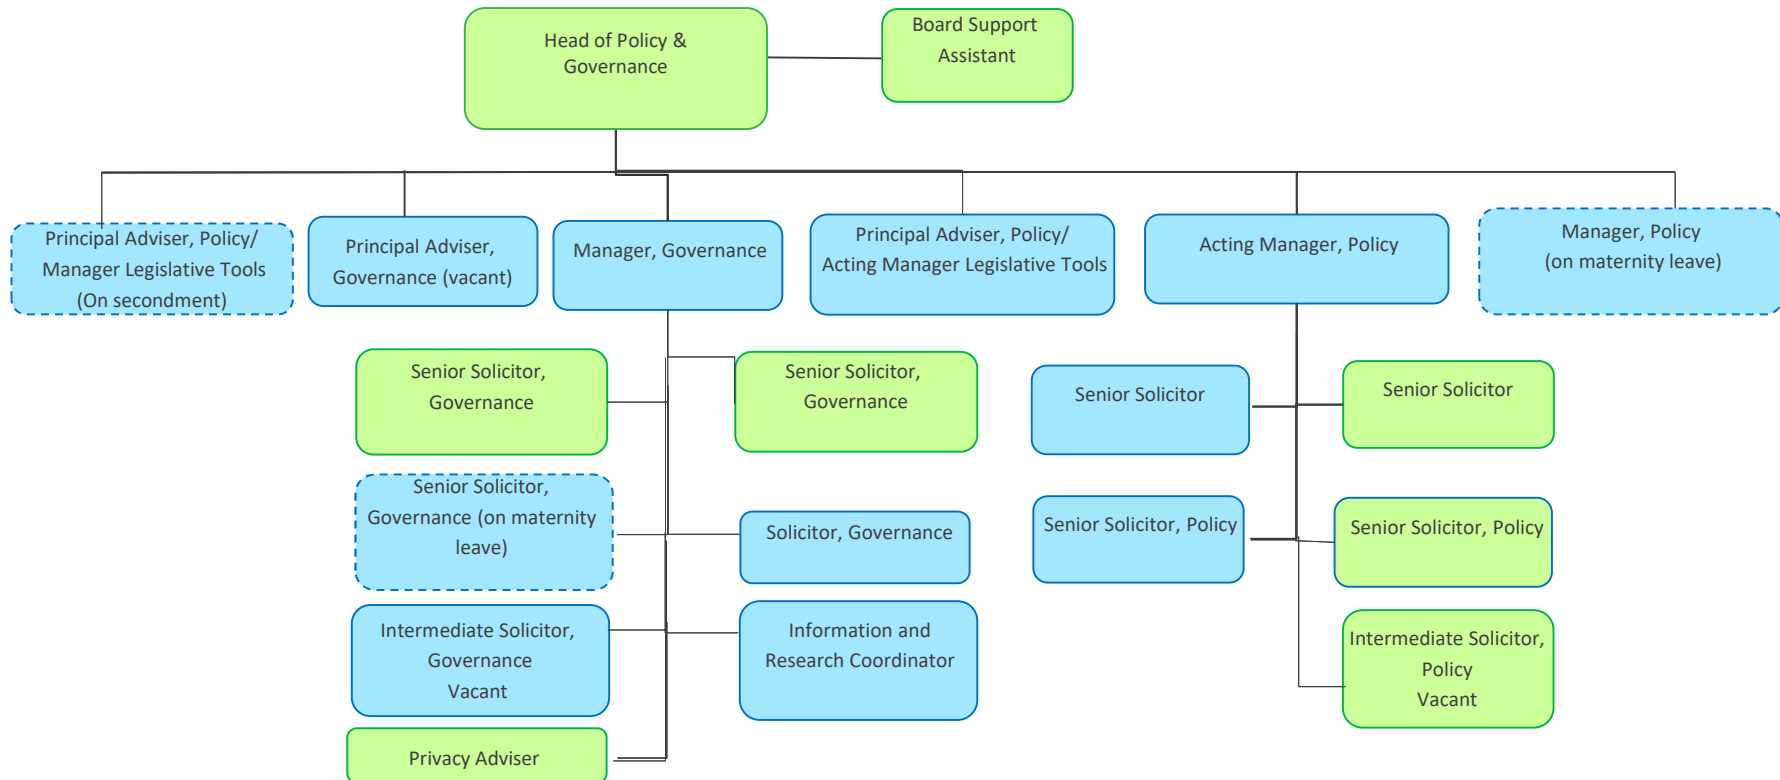 Head of Policy &
Governance
Board Support
Assistant
Principal Adviser, Policy/
Manager Legislative Tools
(On secondment)
Principal Adviser,
Governance (vacant)
Manager, Governance
Principal Adviser, Policy/
Acting Manager Legislative Tools
Acting Manager, Policy
Manager, Policy
(on maternity leave)
Senior Solicitor,
Governance
Senior Solicitor,
Governance
Senior Solicitor
Senior Solicitor
Senior Solicitor,
Governance (on maternity
leave)
Solicitor, Governance
Senior Solicitor, Policy
Senior Solicitor, Policy
Intermediate Solicitor,
Governance
Vacant
Information and
Research Coordinator
Intermediate Solicitor,
Policy
Vacant
Privacy Adviser